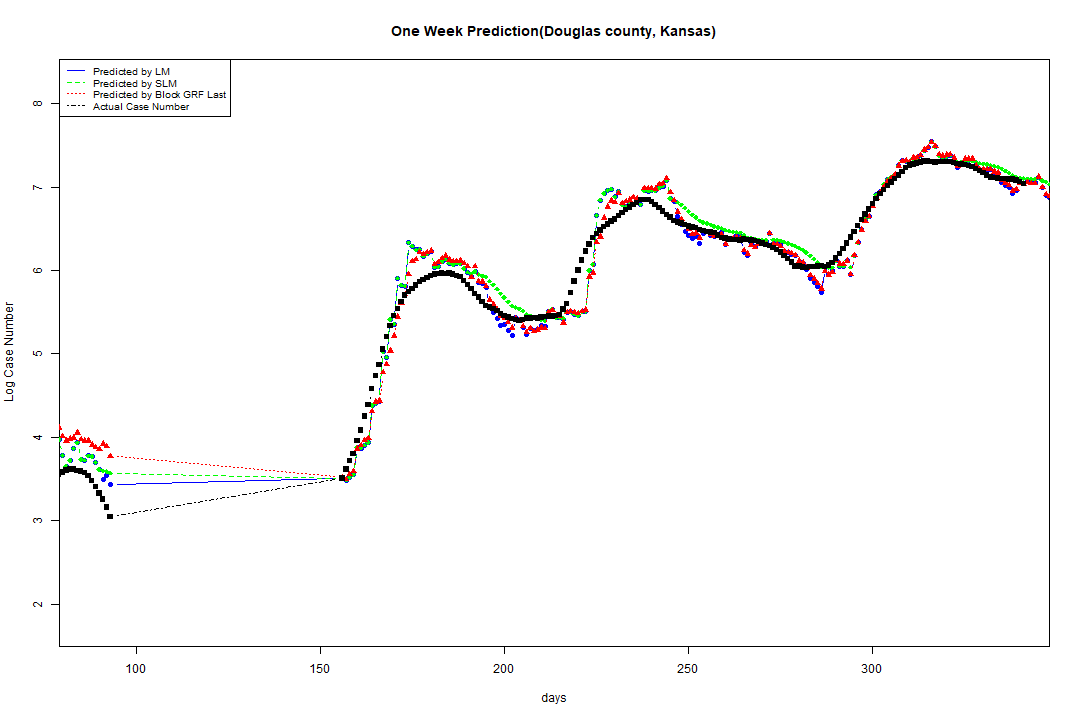 One Week Prediction(Douglas county, Kansas)
Predicted by LM
Predicted by SLM
Predicted by Block GRF Last
Actual Case Number
8
7
6
5
4
3
2
Log Case Number
100 150 200 250 300
days